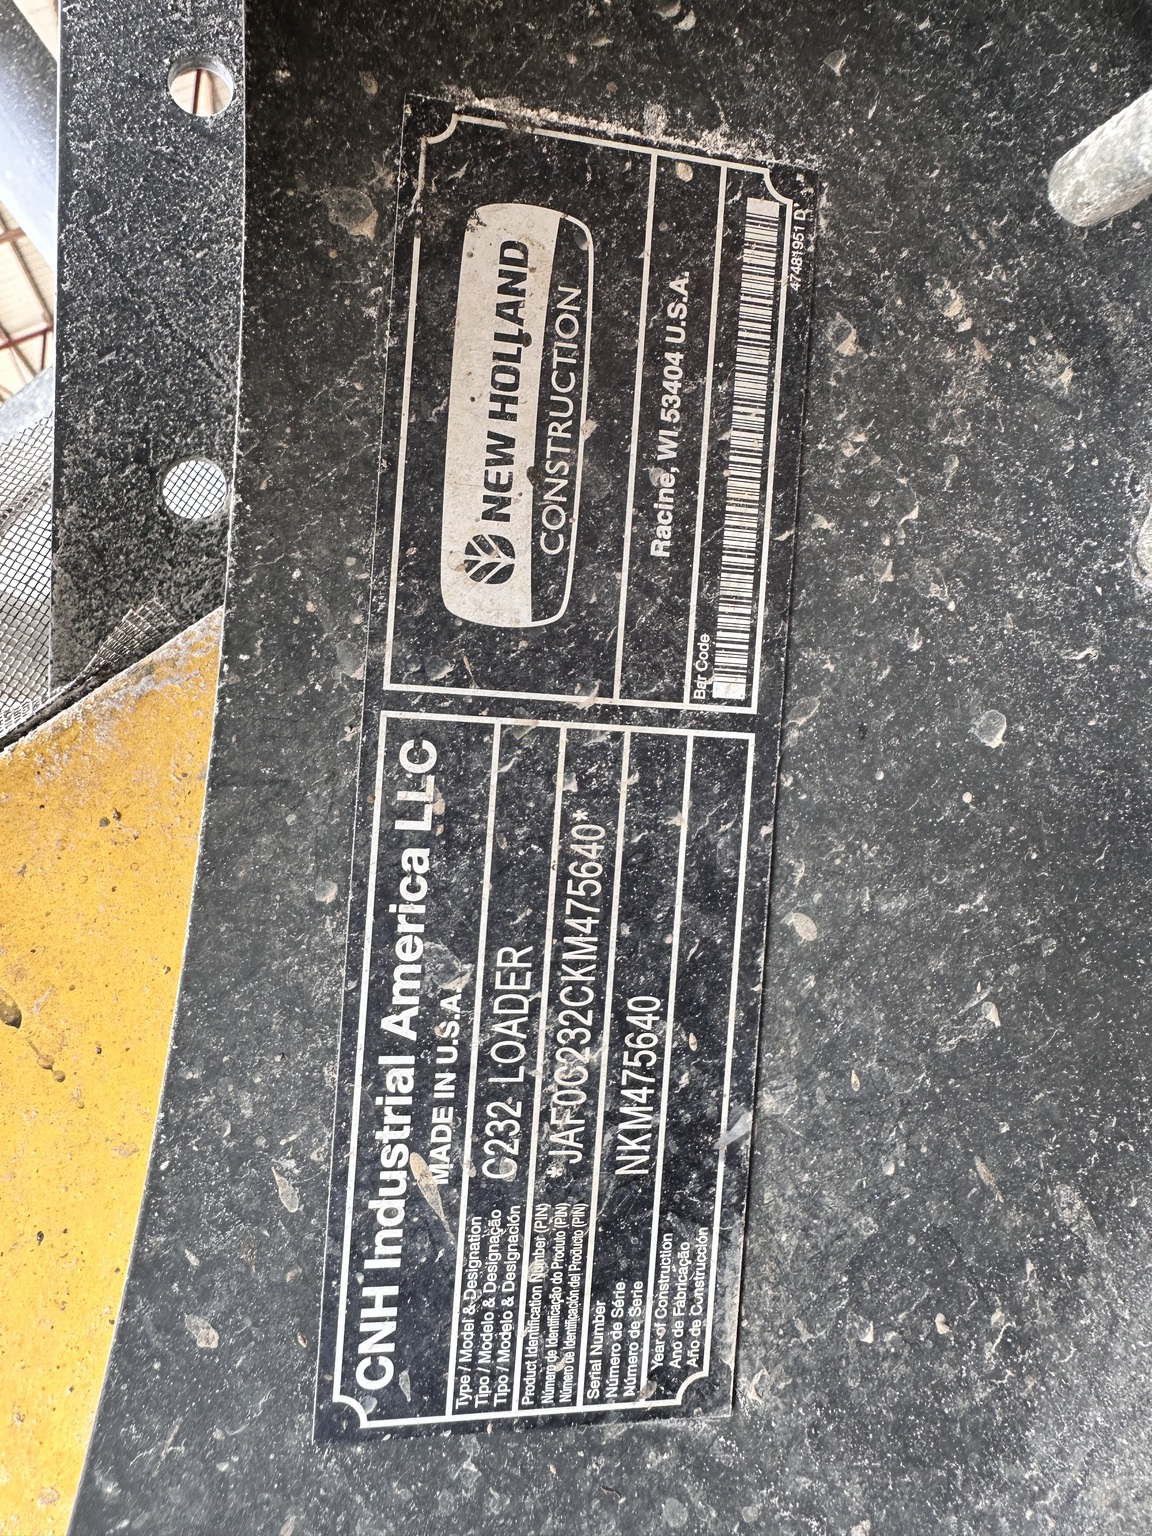 CNH Industrial America LLC
MADE IN U.S.A.
Type / Model & Designation
Tipo / Modelo & Designação
Tipo / Modelo & Designación
C232 LOADER
Product Identification Number (PIN)
Número de Identificação do Produto (PIN)
Número de Identificación del Producto (PIN)
*JAF0C232CKM475640*
Serial Number
Número de Série
Número de Serie
NKM475640
Year of Construction
Ano de Fabricação
Año de Construcción
NEW HOLLAND
CONSTRUCTION
Racine, WI 53404 U.S.A.
Bar Code
47481951 D